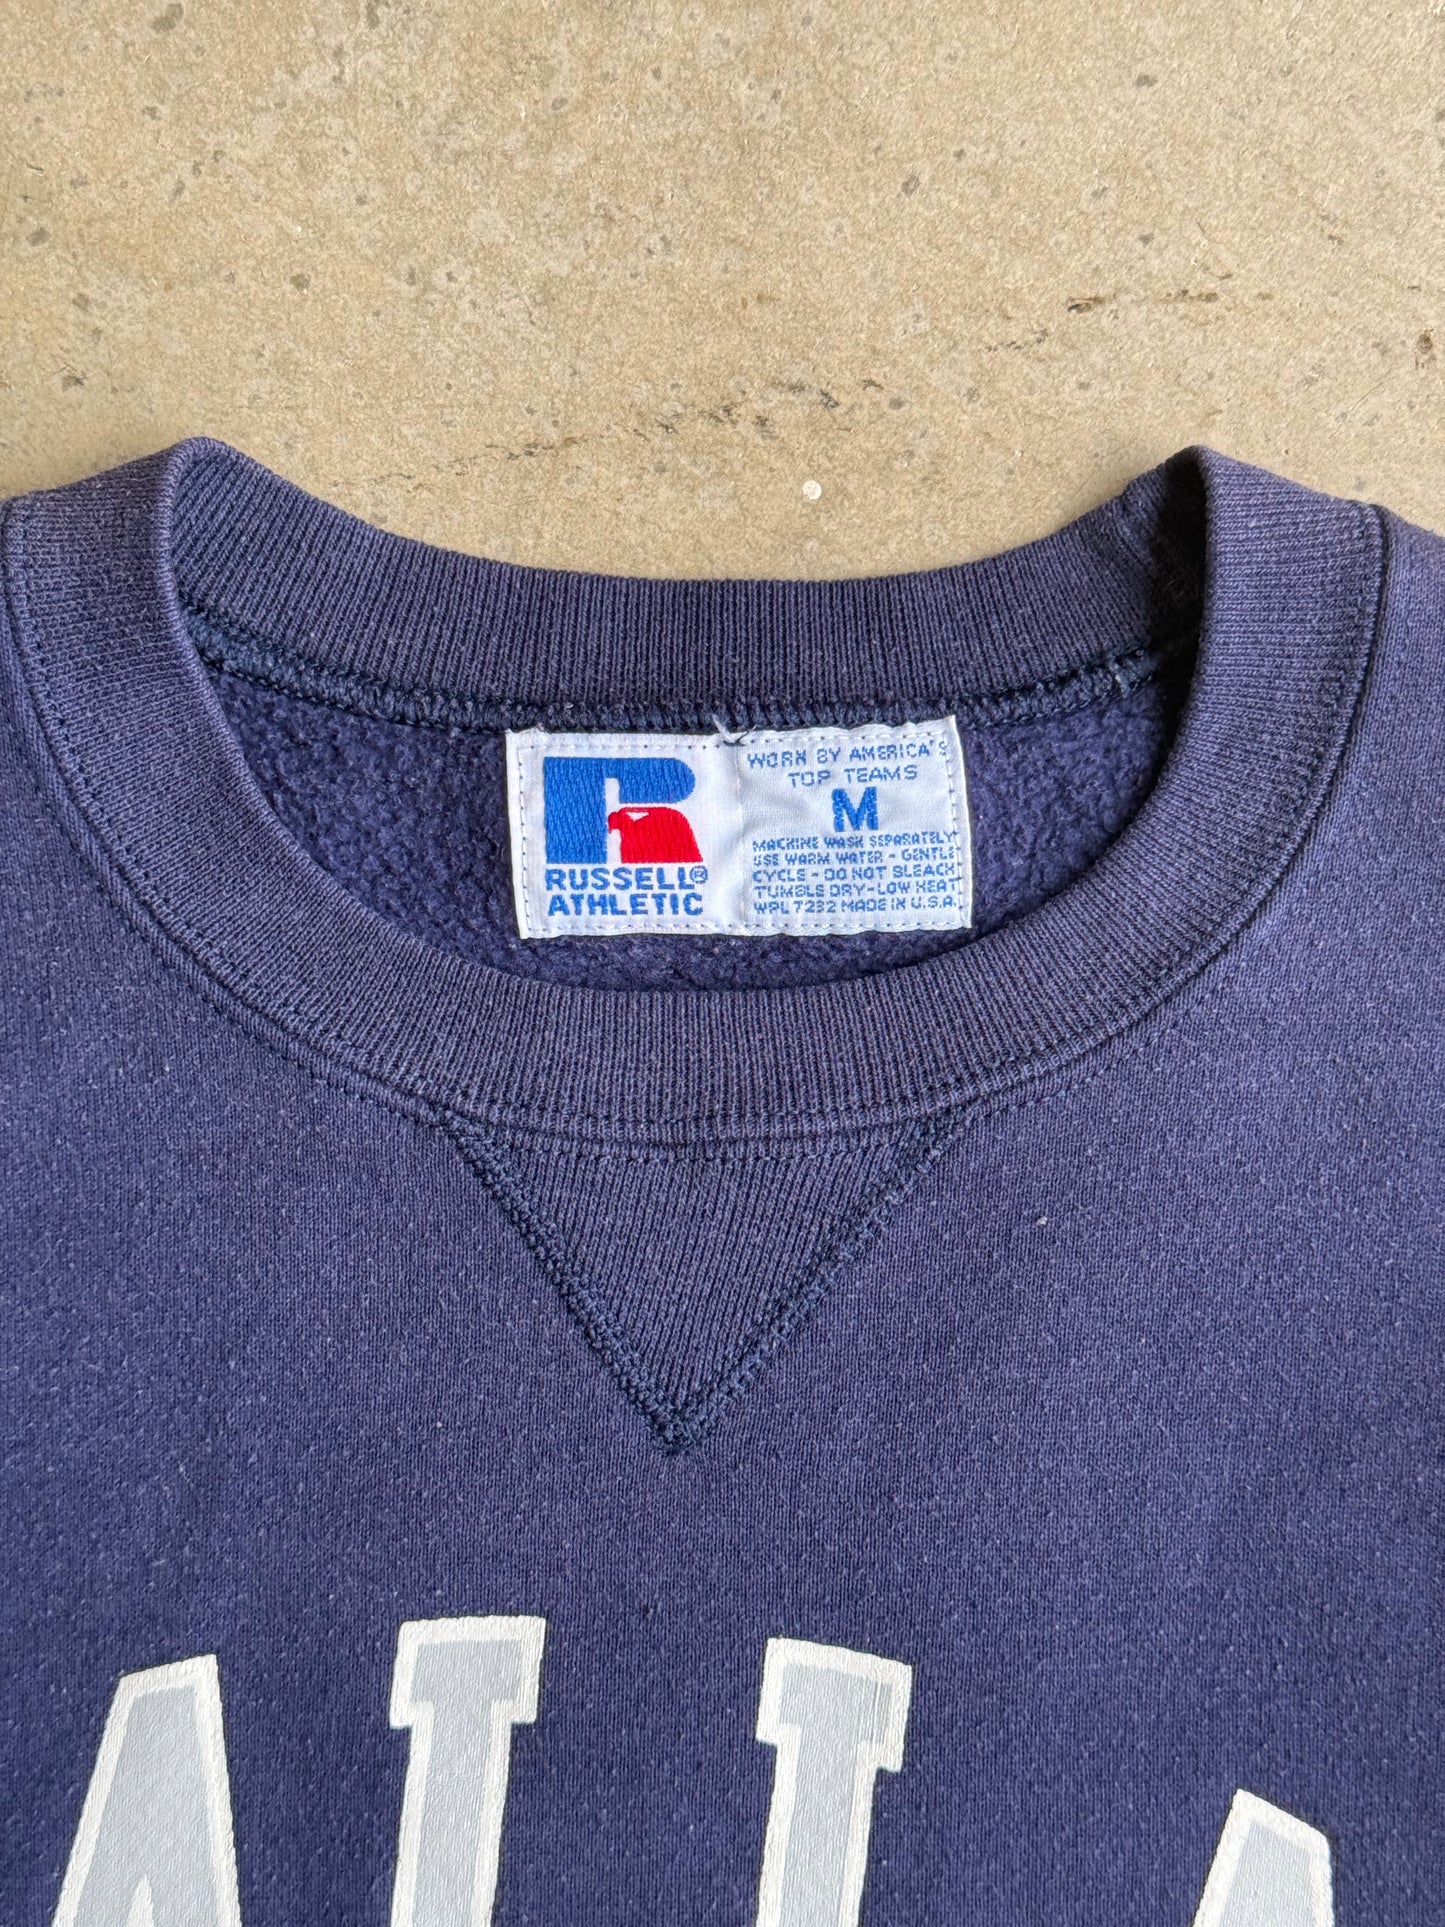 RUSSELL®
ATHLETIC
WORN BY AMERICA'S
TOP TEAMS
M
MACHINE WASH SEPARATELY
USE WARM WATER - GENTLE
CYCLE - DO NOT BLEACH
TUMBLE DRY - LOW HEAT
WPL 7232 MADE IN U.S.A.
ALLA